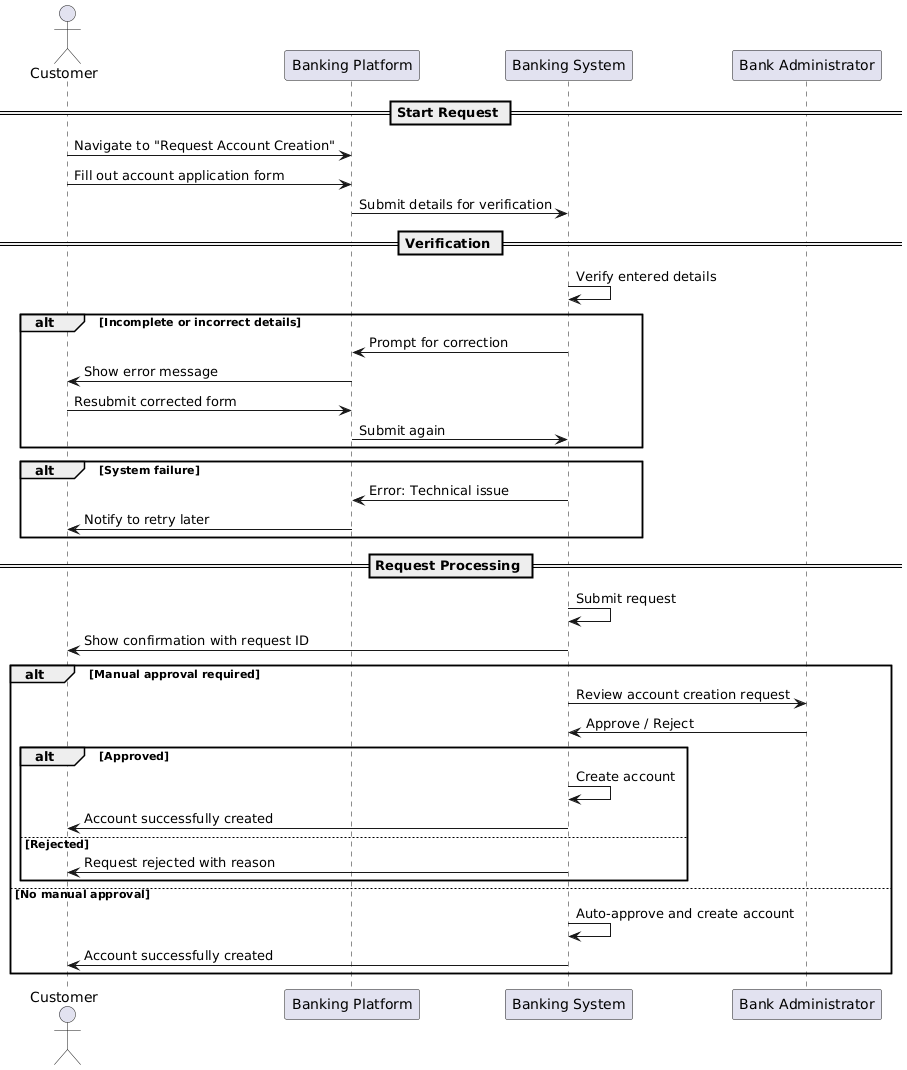 Customer
Banking Platform
Banking System
Bank Administrator
Start Request
Navigate to "Request Account Creation"
Fill out account application form
Submit details for verification
Verification
Verify entered details
alt [Incomplete or incorrect details]
Prompt for correction
Show error message
Resubmit corrected form
Submit again
alt [System failure]
Error: Technical issue
Notify to retry later
Request Processing
Submit request
Show confirmation with request ID
alt [Manual approval required]
Review account creation request
Approve / Reject
alt [Approved]
Create account
Account successfully created
[Rejected]
Request rejected with reason
[No manual approval]
Auto-approve and create account
Account successfully created
Customer
Banking Platform
Banking System
Bank Administrator